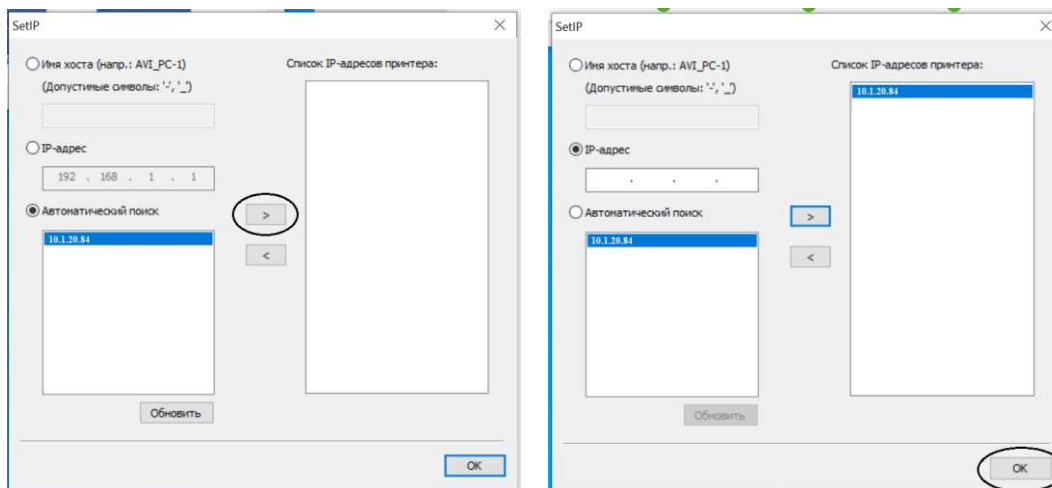 SetIP
Имя хоста (напр.: AVI_PC-1)
(Допустимые символы: '-', '_')
IP-адрес
192 . 168 . 1 . 1
Автоматический поиск
10.1.20.84
Обновить
Список IP-адресов принтера:
>
<
OK
SetIP
Имя хоста (напр.: AVI_PC-1)
(Допустимые символы: '-', '_')
IP-адрес
. . .
Автоматический поиск
10.1.20.84
Обновить
Список IP-адресов принтера:
10.1.20.84
>
<
OK